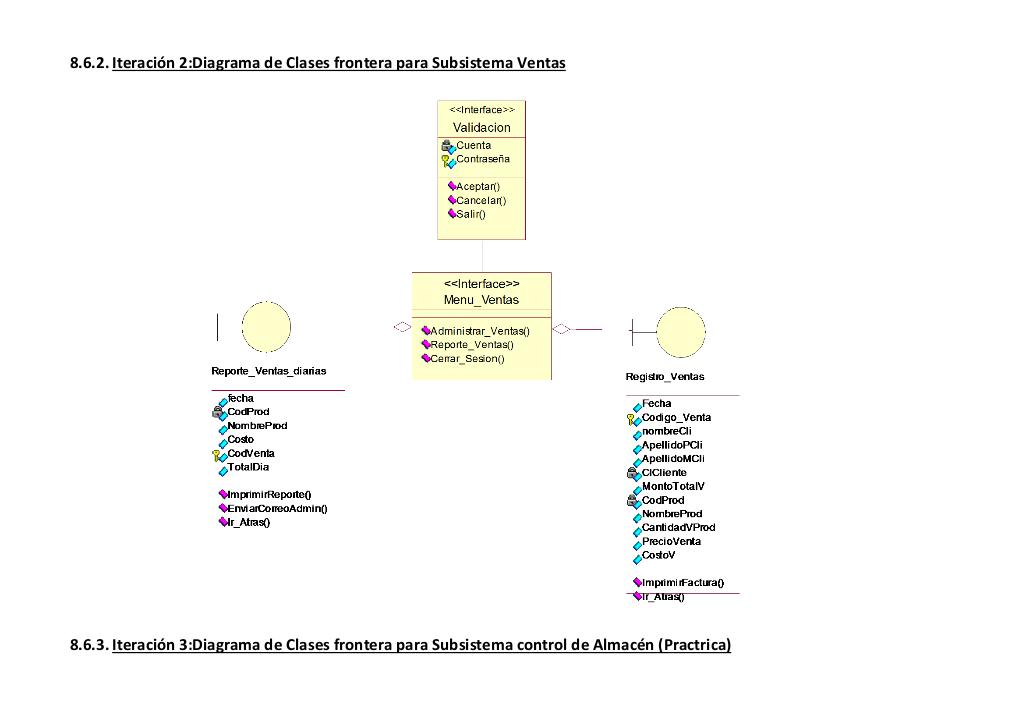 8.6.2. Iteración 2:Diagrama de Clases frontera para Subsistema Ventas
<<Interface>>
Validacion
Cuenta
Contraseña
Aceptar()
Cancelar()
Salir()
<<Interface>>
Menu_Ventas
Administrar_Ventas()
Reporte_Ventas()
Cerrar_Sesion()
Reporte_Ventas_diarias
fecha
CodProd
NombreProd
Costo
CodVenta
TotalDia
ImprimirReporte()
EnviarCorreoAdmin()
Ir_Atras()
Registro_Ventas
Fecha
Codigo_Venta
nombreCli
ApellidoPCli
ApellidoMCli
CICliente
MontoTotalV
CodProd
NombreProd
CantidadVProd
PrecioVenta
CostoV
ImprimirFactura()
Ir_Atras()
8.6.3. Iteración 3:Diagrama de Clases frontera para Subsistema control de Almacén (Practrica)